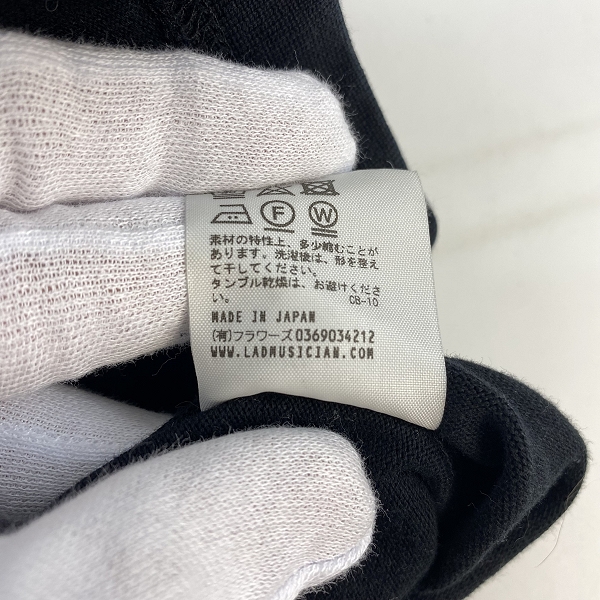 F W
素材の特性上、多少縮むことが
あります。洗濯後は、形を整え
て干してください。
タンブル乾燥は、お避けくださ
い。 CB-10
MADE IN JAPAN
(有)フラワーズ0369034212
WWW.LADMUSICIAN.COM